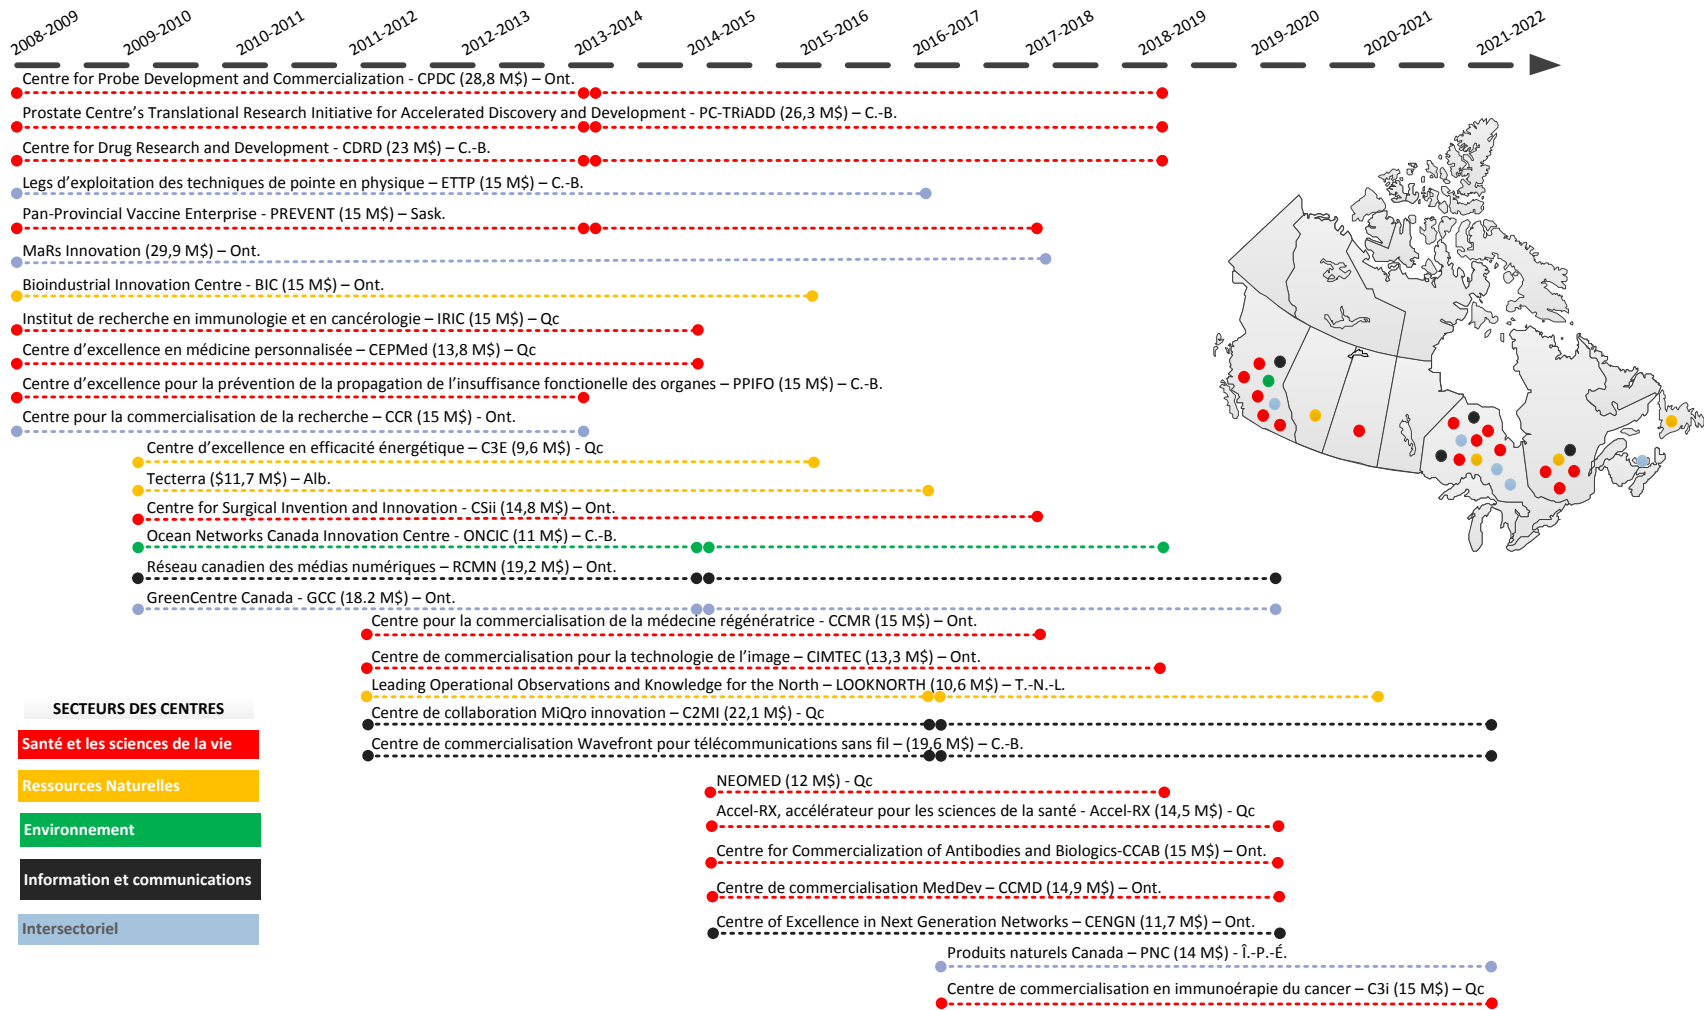 2008-2009
2009-2010
2010-2011
2011-2012
2012-2013
2013-2014
2014-2015
2015-2016
2016-2017
2017-2018
2018-2019
2019-2020
2020-2021
2021-2022
Centre for Probe Development and Commercialization - CPDC (28,8 M$) – Ont.
Prostate Centre's Translational Research Initiative for Accelerated Discovery and Development - PC-TRiADD (26,3 M$) – C.-B.
Centre for Drug Research and Development - CDRD (23 M$) – C.-B.
Legs d'exploitation des techniques de pointe en physique – ETTP (15 M$) – C.-B.
Pan-Provincial Vaccine Enterprise - PREVENT (15 M$) – Sask.
MaRs Innovation (29,9 M$) – Ont.
Bioindustrial Innovation Centre - BIC (15 M$) – Ont.
Institut de recherche en immunologie et en cancérologie – IRIC (15 M$) – Qc
Centre d'excellence en médicine personnalisée – CEPMed (13,8 M$) – Qc
Centre d'excellence pour la prévention de la propagation de l'insuffisance fonctionelle des organes – PPIFO (15 M$) – C.-B.
Centre pour la commercialisation de la recherche – CCR (15 M$) - Ont.
Centre d'excellence en efficacité énergétique – C3E (9,6 M$) - Qc
Tecterra ($11,7 M$) – Alb.
Centre for Surgical Invention and Innovation - CSii (14,8 M$) – Ont.
Ocean Networks Canada Innovation Centre - ONCIC (11 M$) – C.-B.
Réseau canadien des médias numériques – RCMN (19,2 M$) – Ont.
GreenCentre Canada - GCC (18.2 M$) – Ont.
Centre pour la commercialisation de la médecine régénératrice - CCMR (15 M$) – Ont.
Centre de commercialisation pour la technologie de l'image – CIMTEC (13,3 M$) – Ont.
Leading Operational Observations and Knowledge for the North – LOOKNORTH (10,6 M$) – T.-N.-L.
Centre de collaboration MiQro innovation – C2MI (22,1 M$) - Qc
Centre de commercialisation Wavefront pour télécommunications sans fil – (19,6 M$) – C.-B.
NEOMED (12 M$) - Qc
Accel-RX, accélérateur pour les sciences de la santé - Accel-RX (14,5 M$) - Qc
Centre for Commercialization of Antibodies and Biologics-CCAB (15 M$) – Ont.
Centre de commercialisation MedDev – CCMD (14,9 M$) – Ont.
Centre of Excellence in Next Generation Networks – CENGN (11,7 M$) – Ont.
Produits naturels Canada – PNC (14 M$) - Î.-P.-É.
Centre de commercialisation en immunoérapie du cancer – C3i (15 M$) – Qc
SECTEURS DES CENTRES
Santé et les sciences de la vie
Ressources Naturelles
Environnement
Information et communications
Intersectoriel